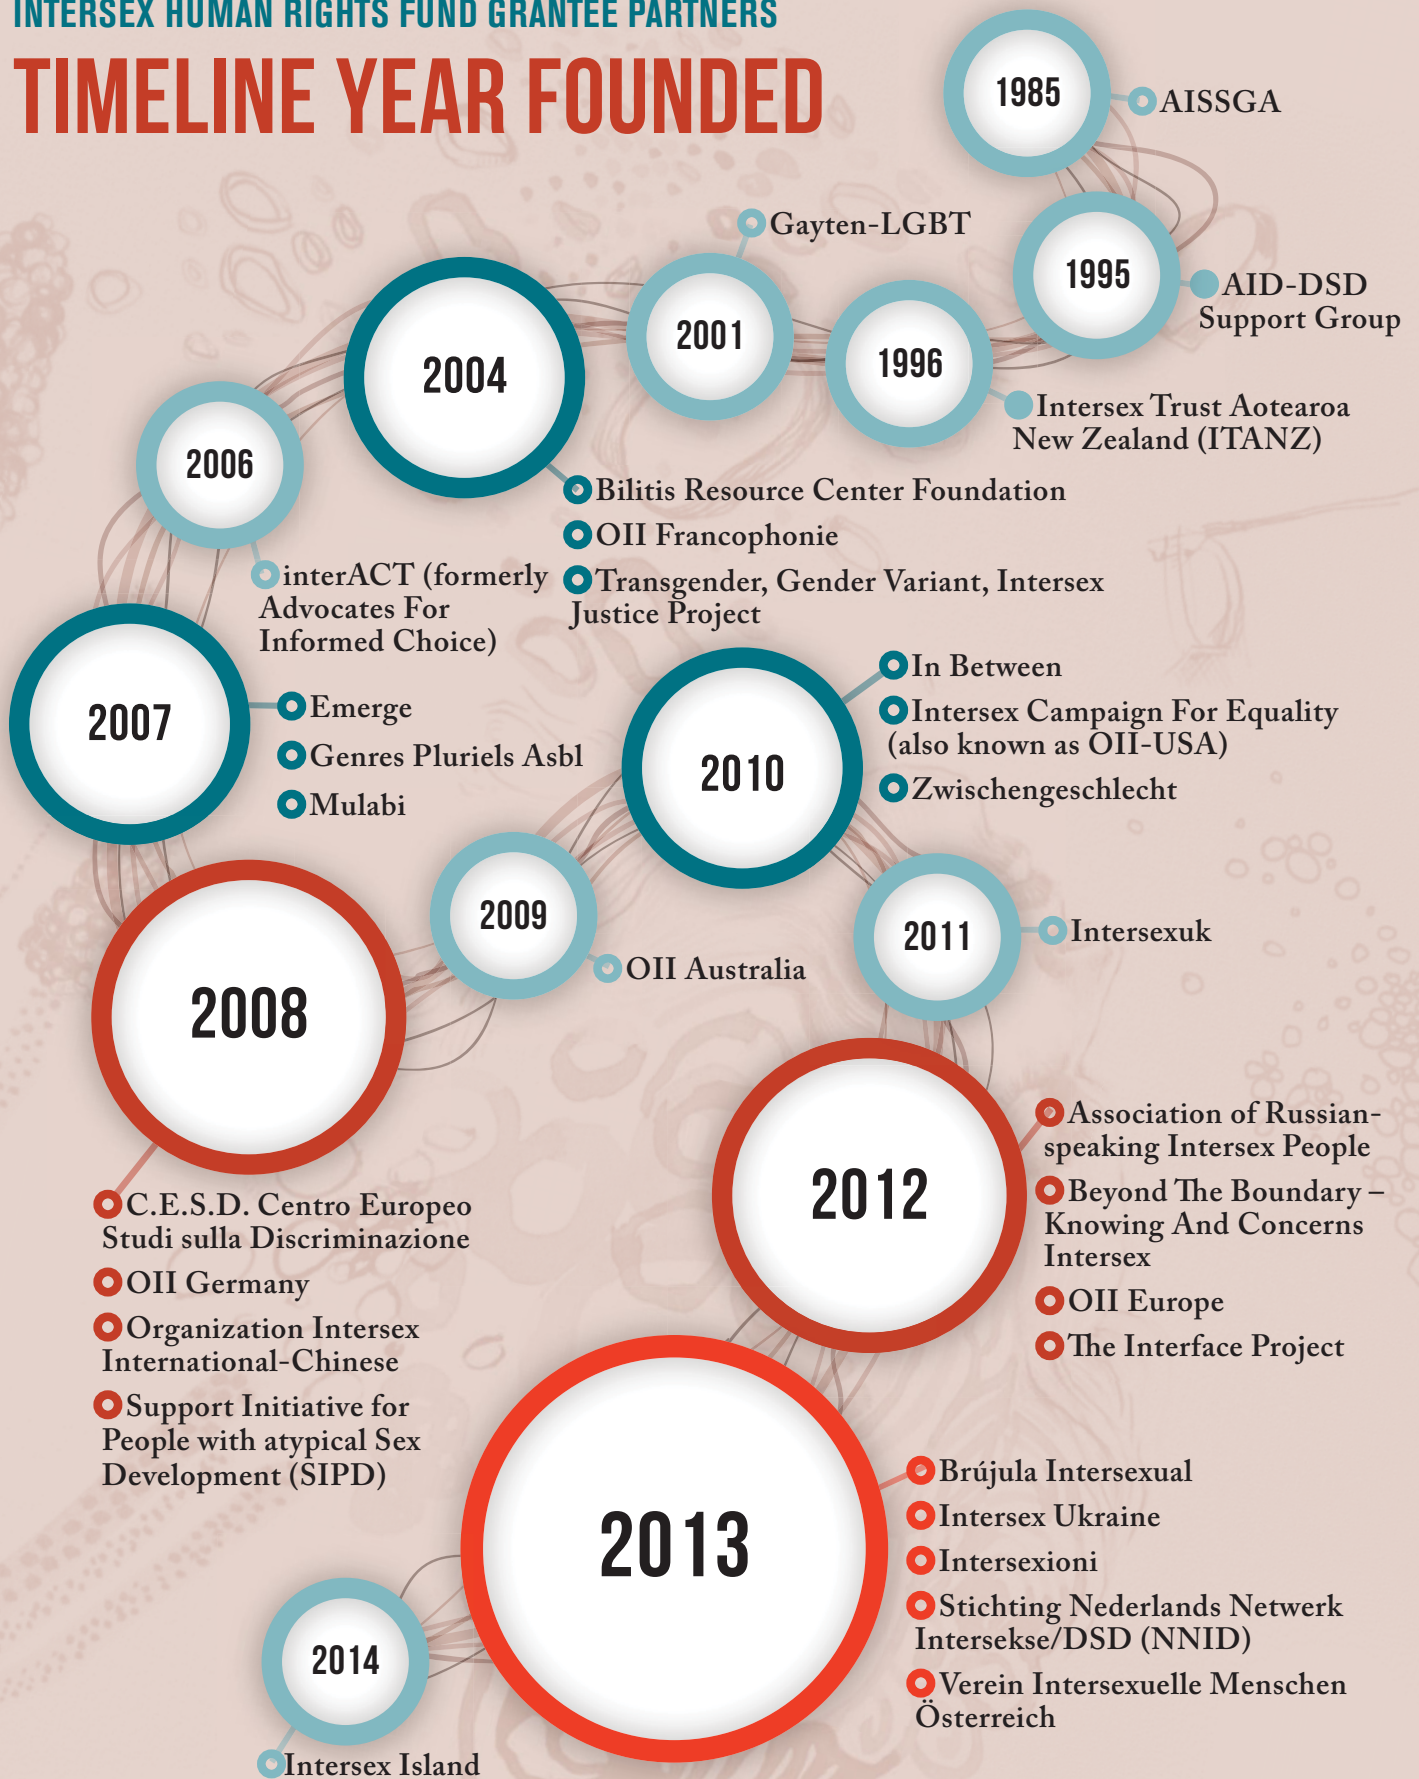 INTERSEX HUMAN RIGHTS FUND GRANTEE PARTNERS
TIMELINE YEAR FOUNDED
1985
AISSGA
1995
AID-DSD
Support Group
1996
Intersex Trust Aotearoa
New Zealand (ITANZ)
2001
Gayten-LGBT
2004
Bilitis Resource Center Foundation
OII Francophonie
Transgender, Gender Variant, Intersex
Justice Project
2006
interACT (formerly
Advocates For
Informed Choice)
2007
Emerge
Genres Pluriels Asbl
Mulabi
2008
C.E.S.D. Centro Europeo
Studi sulla Discriminazione
OII Germany
Organization Intersex
International-Chinese
Support Initiative for
People with atypical Sex
Development (SIPD)
2009
OII Australia
2010
In Between
Intersex Campaign For Equality
(also known as OII-USA)
Zwischengeschlecht
2011
Intersexuk
2012
Association of Russian-
speaking Intersex People
Beyond The Boundary –
Knowing And Concerns
Intersex
OII Europe
The Interface Project
2013
Brújula Intersexual
Intersex Ukraine
Intersexioni
Stichting Nederlands Netwerk
Intersekse/DSD (NNID)
Verein Intersexuelle Menschen
Österreich
2014
Intersex Island